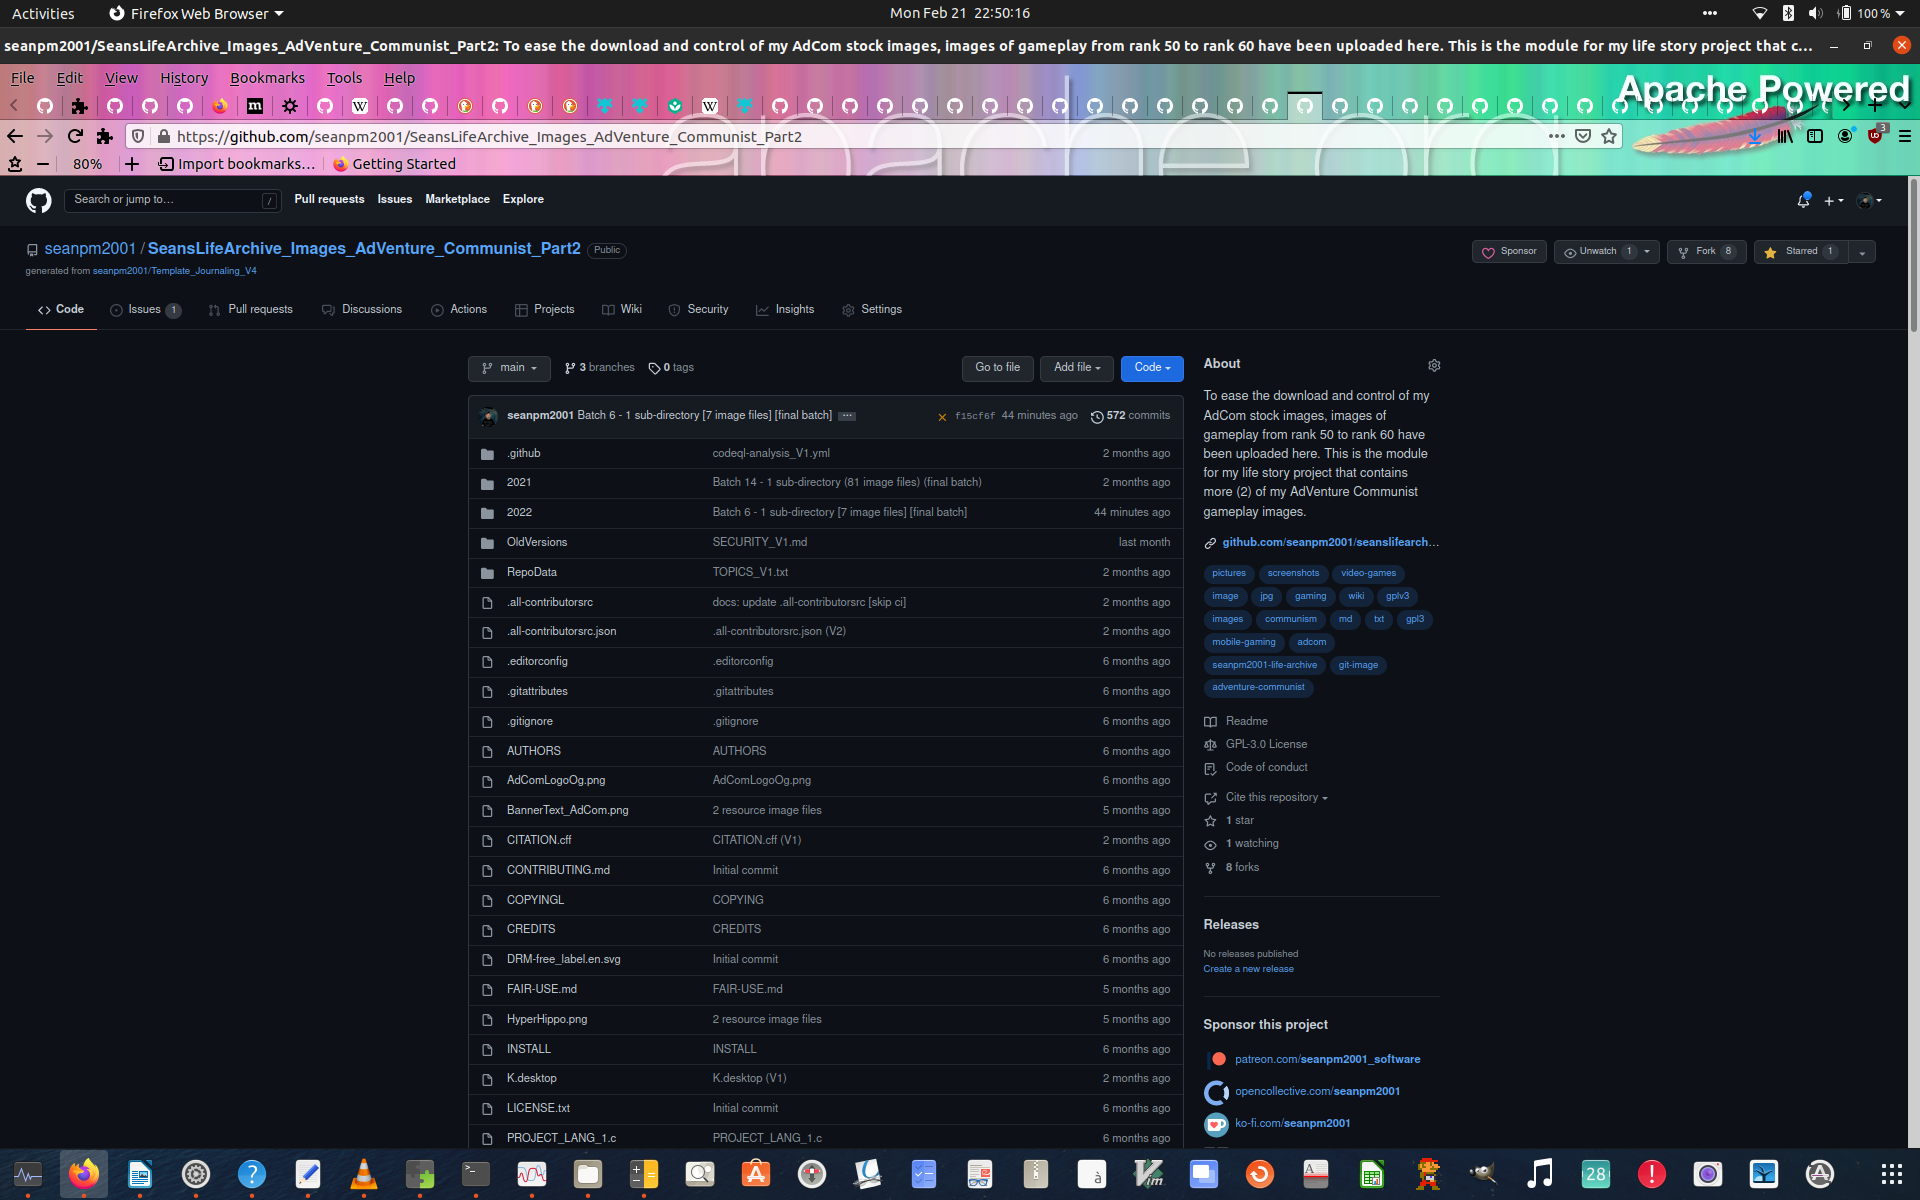 Activities Firefox Web Browser Mon Feb 21 22:50:16 100 %
seanpm2001/SeansLifeArchive_Images_AdVenture_Communist_Part2: To ease the download and control of my AdCom stock images, images of gameplay from rank 50 to rank 60 have been uploaded here. This is the module for my life story project that c...
File Edit View History Bookmarks Tools Help
Apache Powered
https://github.com/seanpm2001/SeansLifeArchive_Images_AdVenture_Communist_Part2
3
80% Import bookmarks... Getting Started
Search or jump to... / Pull requests Issues Marketplace Explore
seanpm2001 / SeansLifeArchive_Images_AdVenture_Communist_Part2 Public
Sponsor Unwatch 1 Fork 8 Starred 1
generated from seanpm2001/Template_Journaling_V4
Code Issues 1 Pull requests Discussions Actions Projects Wiki Security Insights Settings
main 3 branches 0 tags Go to file Add file Code
seanpm2001 Batch 6 - 1 sub-directory [7 image files] [final batch] ... f15cf6f 44 minutes ago 572 commits
.github codeql-analysis_V1.yml 2 months ago
2021 Batch 14 - 1 sub-directory (81 image files) (final batch) 2 months ago
2022 Batch 6 - 1 sub-directory [7 image files] [final batch] 44 minutes ago
OldVersions SECURITY_V1.md last month
RepoData TOPICS_V1.txt 2 months ago
.all-contributorsrc docs: update .all-contributorsrc [skip ci] 2 months ago
.all-contributorsrc.json .all-contributorsrc.json (V2) 2 months ago
.editorconfig .editorconfig 6 months ago
.gitattributes .gitattributes 6 months ago
.gitignore .gitignore 6 months ago
AUTHORS AUTHORS 6 months ago
AdComLogoOg.png AdComLogoOg.png 6 months ago
BannerText_AdCom.png 2 resource image files 5 months ago
CITATION.cff CITATION.cff (V1) 2 months ago
CONTRIBUTING.md Initial commit 6 months ago
COPYINGL COPYING 6 months ago
CREDITS CREDITS 6 months ago
DRM-free_label.en.svg Initial commit 6 months ago
FAIR-USE.md FAIR-USE.md 5 months ago
HyperHippo.png 2 resource image files 5 months ago
INSTALL INSTALL 6 months ago
K.desktop K.desktop (V1) 2 months ago
LICENSE.txt Initial commit 6 months ago
PROJECT_LANG_1.c PROJECT_LANG_1.c 6 months ago
About
To ease the download and control of my
AdCom stock images, images of
gameplay from rank 50 to rank 60 have
been uploaded here. This is the module
for my life story project that contains
more (2) of my AdVenture Communist
gameplay images.
github.com/seanpm2001/seanslifearch...
pictures screenshots video-games
image jpg gaming wiki gplv3
images communism md txt gpl3
mobile-gaming adcom
seanpm2001-life-archive git-image
adventure-communist
Readme
GPL-3.0 License
Code of conduct
Cite this repository
1 star
1 watching
8 forks
Releases
No releases published
Create a new release
Sponsor this project
patreon.com/seanpm2001_software
opencollective.com/seanpm2001
ko-fi.com/seanpm2001
28